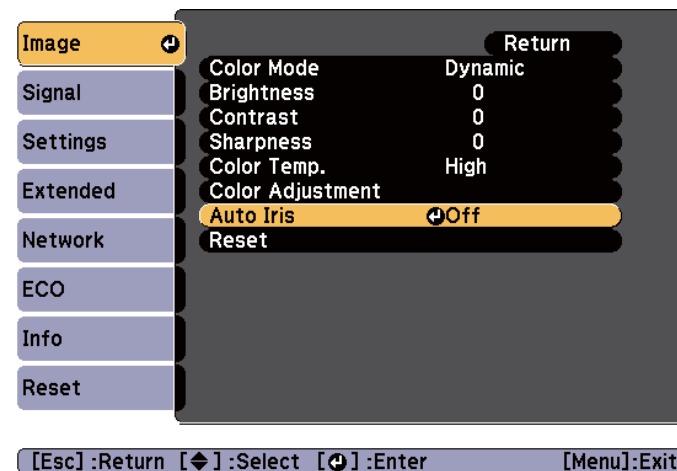 Image
Signal
Settings
Extended
Network
ECO
Info
Reset
Return
Color Mode Dynamic
Brightness 0
Contrast 0
Sharpness 0
Color Temp. High
Color Adjustment
Auto Iris Off
Reset
[Esc] :Return [◆] :Select [⏎] :Enter [Menu]:Exit